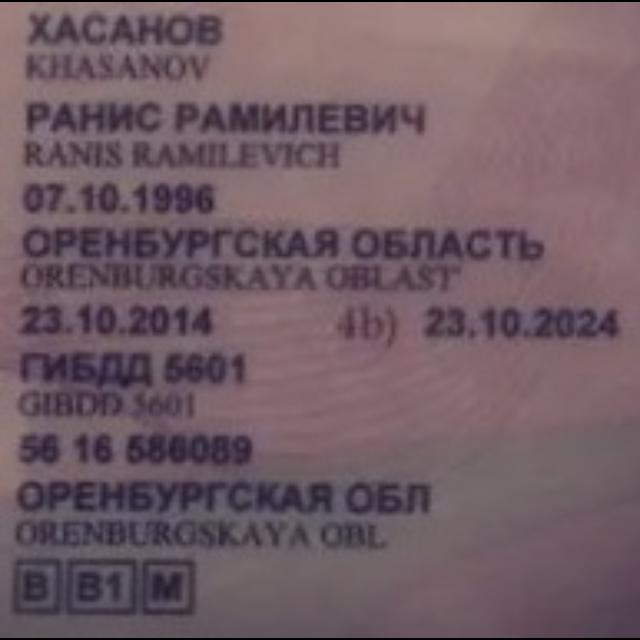 ХАСАНОВ
KHASANOV
РАНИС РАМИЛЕВИЧ
RANIS RAMILEVICH
07.10.1996
ОРЕНБУРГСКАЯ ОБЛАСТЬ
ORENBURGSKAYA OBLAST'
23.10.2014 4b) 23.10.2024
ГИБДД 5601
GIBDD 5601
56 16 586089
ОРЕНБУРГСКАЯ ОБЛ
ORENBURGSKAYA OBL
B B1 M